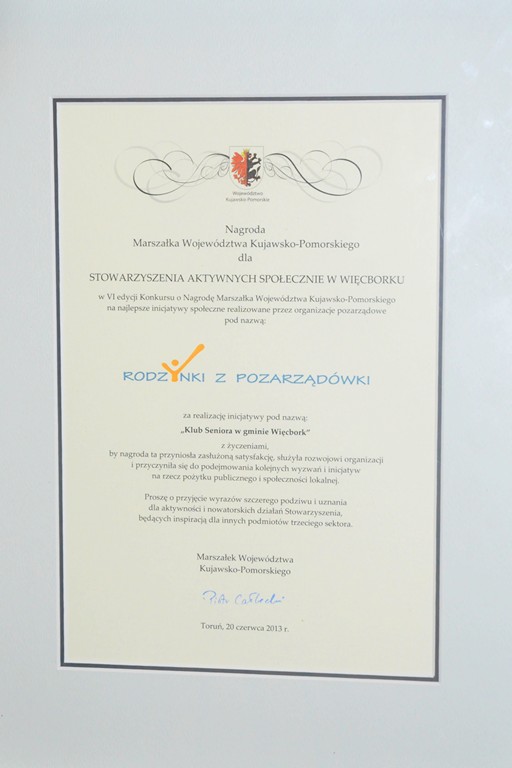 Województwo
Kujawsko-Pomorskie
Nagroda
Marszałka Województwa Kujawsko-Pomorskiego
dla
STOWARZYSZENIA AKTYWNYCH SPOŁECZNIE W WIĘCBORKU
w VI edycji Konkursu o Nagrodę Marszałka Województwa Kujawsko-Pomorskiego
na najlepsze inicjatywy społeczne realizowane przez organizacje pozarządowe
pod nazwą:
RODZYNKI Z POZARZĄDÓWKI
za realizację inicjatywy pod nazwą:
„Klub Seniora w gminie Więcbork"
z życzeniami,
by nagroda ta przyniosła zasłużoną satysfakcję, służyła rozwojowi organizacji
i przyczyniła się do podejmowania kolejnych wyzwań i inicjatyw
na rzecz pożytku publicznego i społeczności lokalnej.
Proszę o przyjęcie wyrazów szczerego podziwu i uznania
dla aktywności i nowatorskich działań Stowarzyszenia,
będących inspiracją dla innych podmiotów trzeciego sektora.
Marszałek Województwa
Kujawsko-Pomorskiego
Piotr Całbecki
Toruń, 20 czerwca 2013 r.